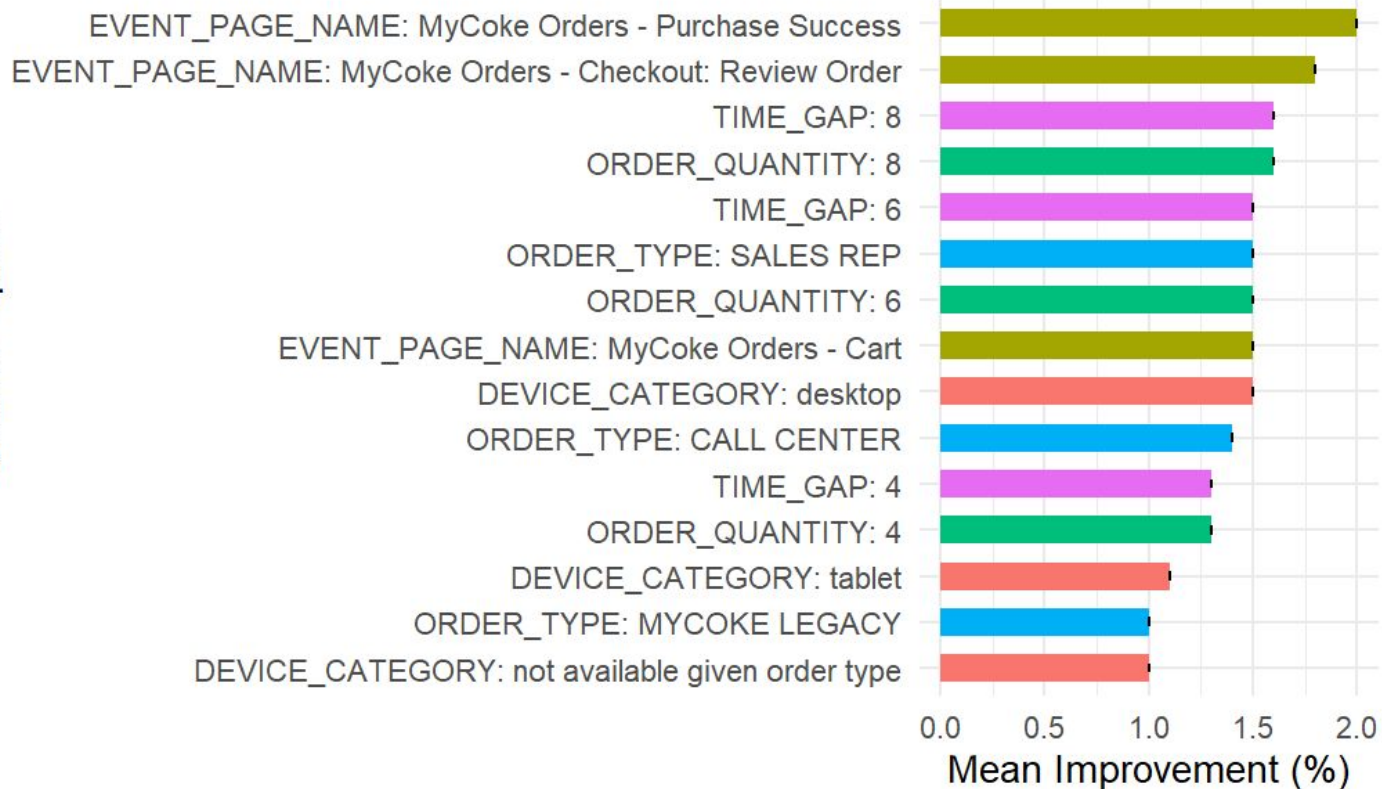 EVENT_PAGE_NAME: MyCoke Orders - Purchase Success
EVENT_PAGE_NAME: MyCoke Orders - Checkout: Review Order
TIME_GAP: 8
ORDER_QUANTITY: 8
TIME_GAP: 6
ORDER_TYPE: SALES REP
ORDER_QUANTITY: 6
EVENT_PAGE_NAME: MyCoke Orders - Cart
DEVICE_CATEGORY: desktop
ORDER_TYPE: CALL CENTER
TIME_GAP: 4
ORDER_QUANTITY: 4
DEVICE_CATEGORY: tablet
ORDER_TYPE: MYCOKE LEGACY
DEVICE_CATEGORY: not available given order type
0.0 0.5 1.0 1.5 2.0
Mean Improvement (%)